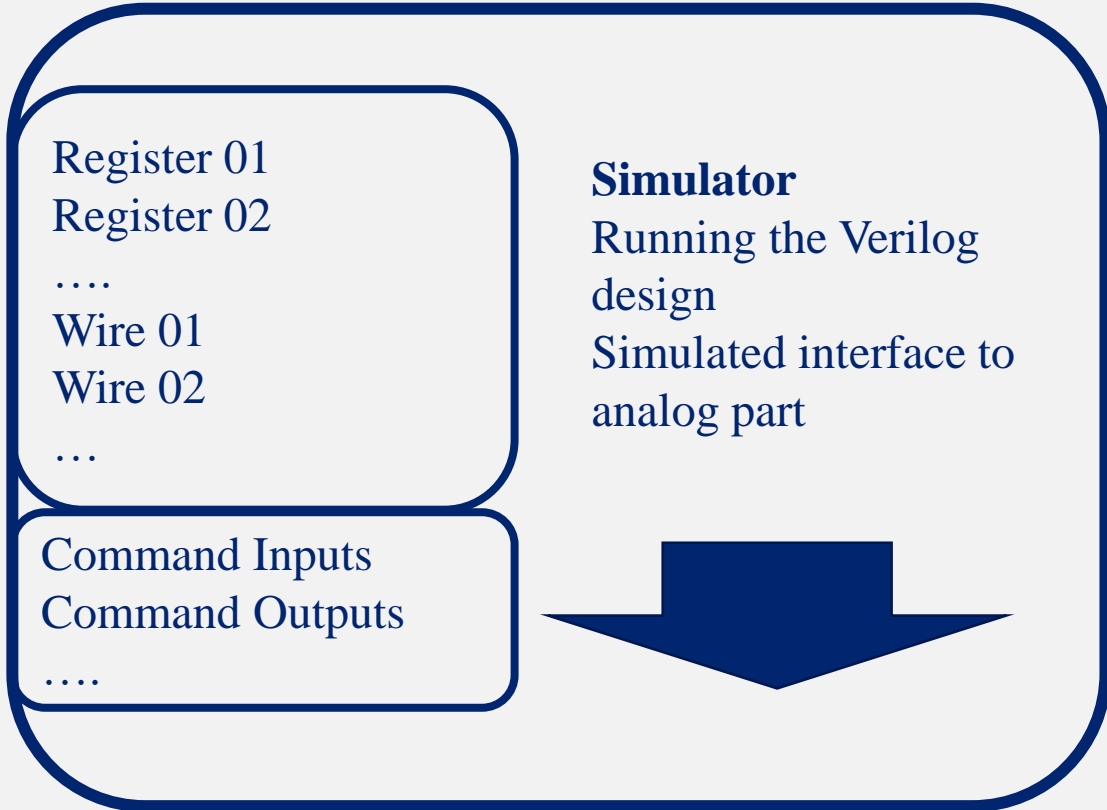 Register 01
Register 02
….
Wire 01
Wire 02
…
Command Inputs
Command Outputs
….
Simulator
Running the Verilog
design
Simulated interface to
analog part